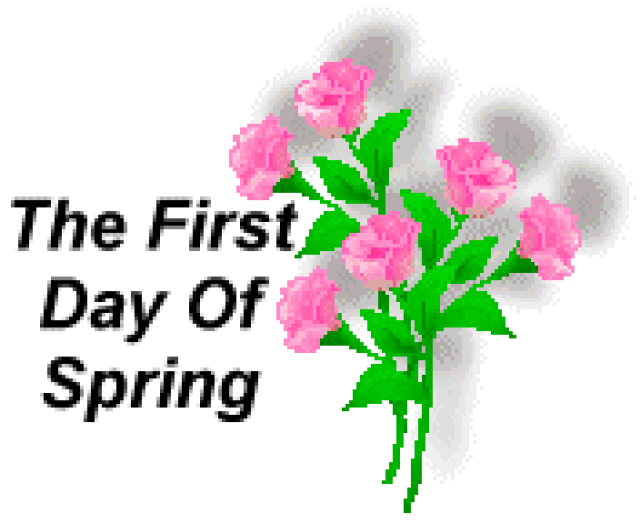 The First
Day Of
Spring